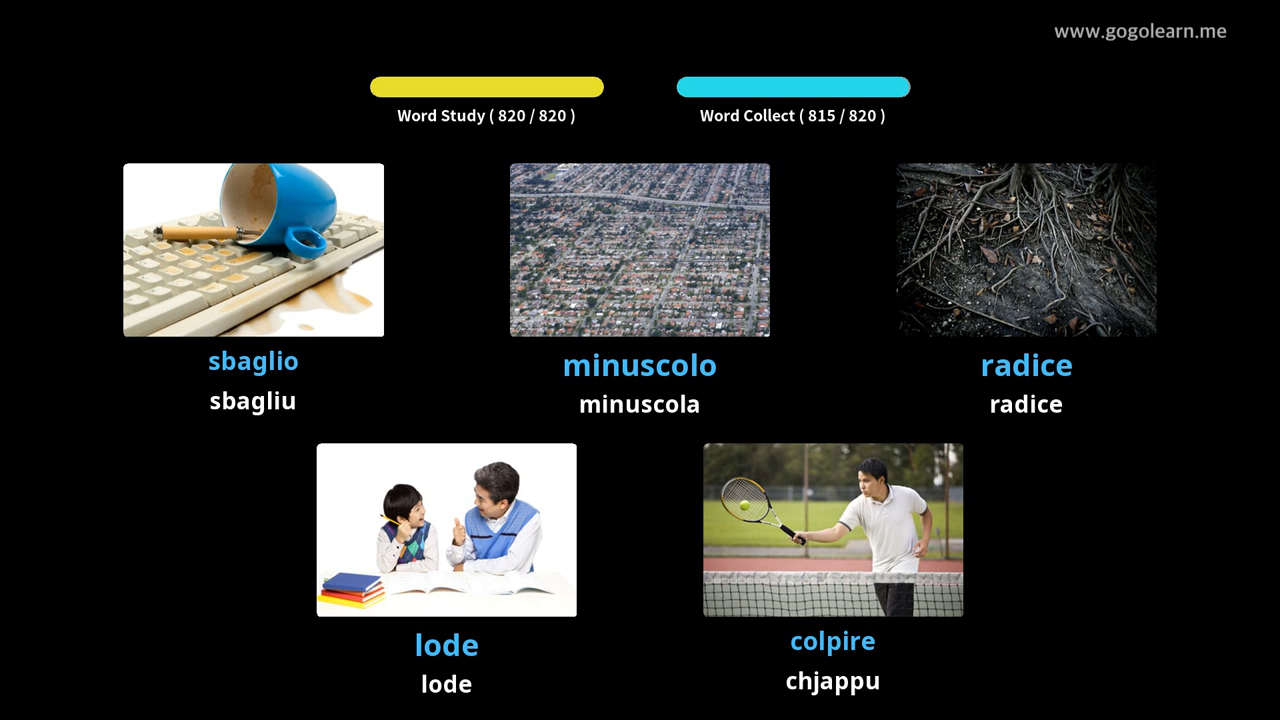 www.gogolearn.me
Word Study ( 820 / 820 )
Word Collect ( 815 / 820 )
sbaglio
sbagliu
minuscolo
minuscola
radice
radice
lode
lode
colpire
chjappu